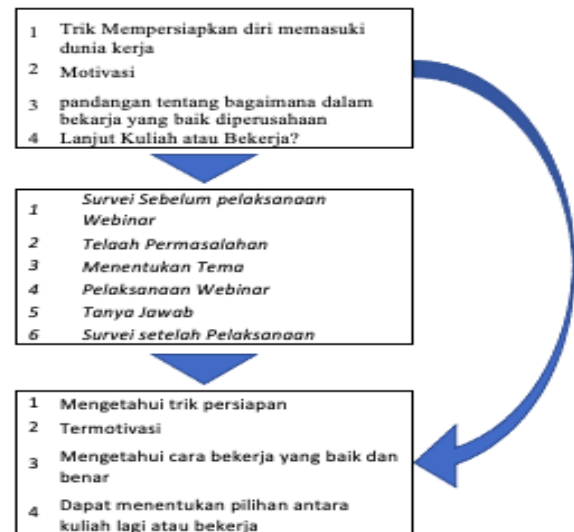 1 Trik Mempersiapkan diri memasuki
dunia kerja
2 Motivasi
3 pandangan tentang bagaimana dalam
bekarja yang baik diperusahaan
4 Lanjut Kuliah atau Bekerja?
1 Survei Sebelum pelaksanaan
Webinar
2 Telaah Permasalahan
3 Menentukan Tema
4 Pelaksanaan Webinar
5 Tanya Jawab
6 Survei setelah Pelaksanaan
1 Mengetahui trik persiapan
2 Termotivasi
3 Mengetahui cara bekerja yang baik dan
benar
4 Dapat menentukan pilihan antara
kuliah lagi atau bekerja